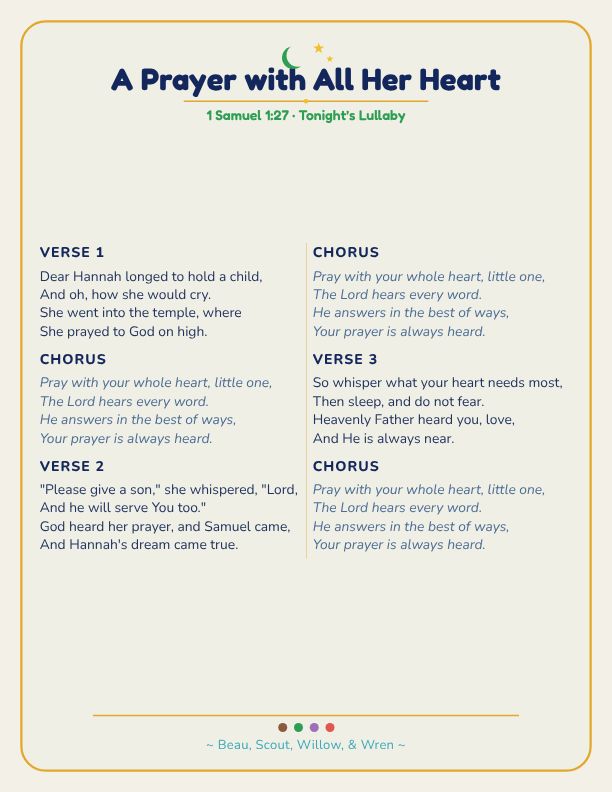 A Prayer with All Her Heart
1 Samuel 1:27 · Tonight's Lullaby
VERSE 1
Dear Hannah longed to hold a child,
And oh, how she would cry.
She went into the temple, where
She prayed to God on high.
CHORUS
Pray with your whole heart, little one,
The Lord hears every word.
He answers in the best of ways,
Your prayer is always heard.
VERSE 2
"Please give a son," she whispered, "Lord,
And he will serve You too."
God heard her prayer, and Samuel came,
And Hannah's dream came true.
CHORUS
Pray with your whole heart, little one,
The Lord hears every word.
He answers in the best of ways,
Your prayer is always heard.
VERSE 3
So whisper what your heart needs most,
Then sleep, and do not fear.
Heavenly Father heard you, love,
And He is always near.
CHORUS
Pray with your whole heart, little one,
The Lord hears every word.
He answers in the best of ways,
Your prayer is always heard.
~ Beau, Scout, Willow, & Wren ~